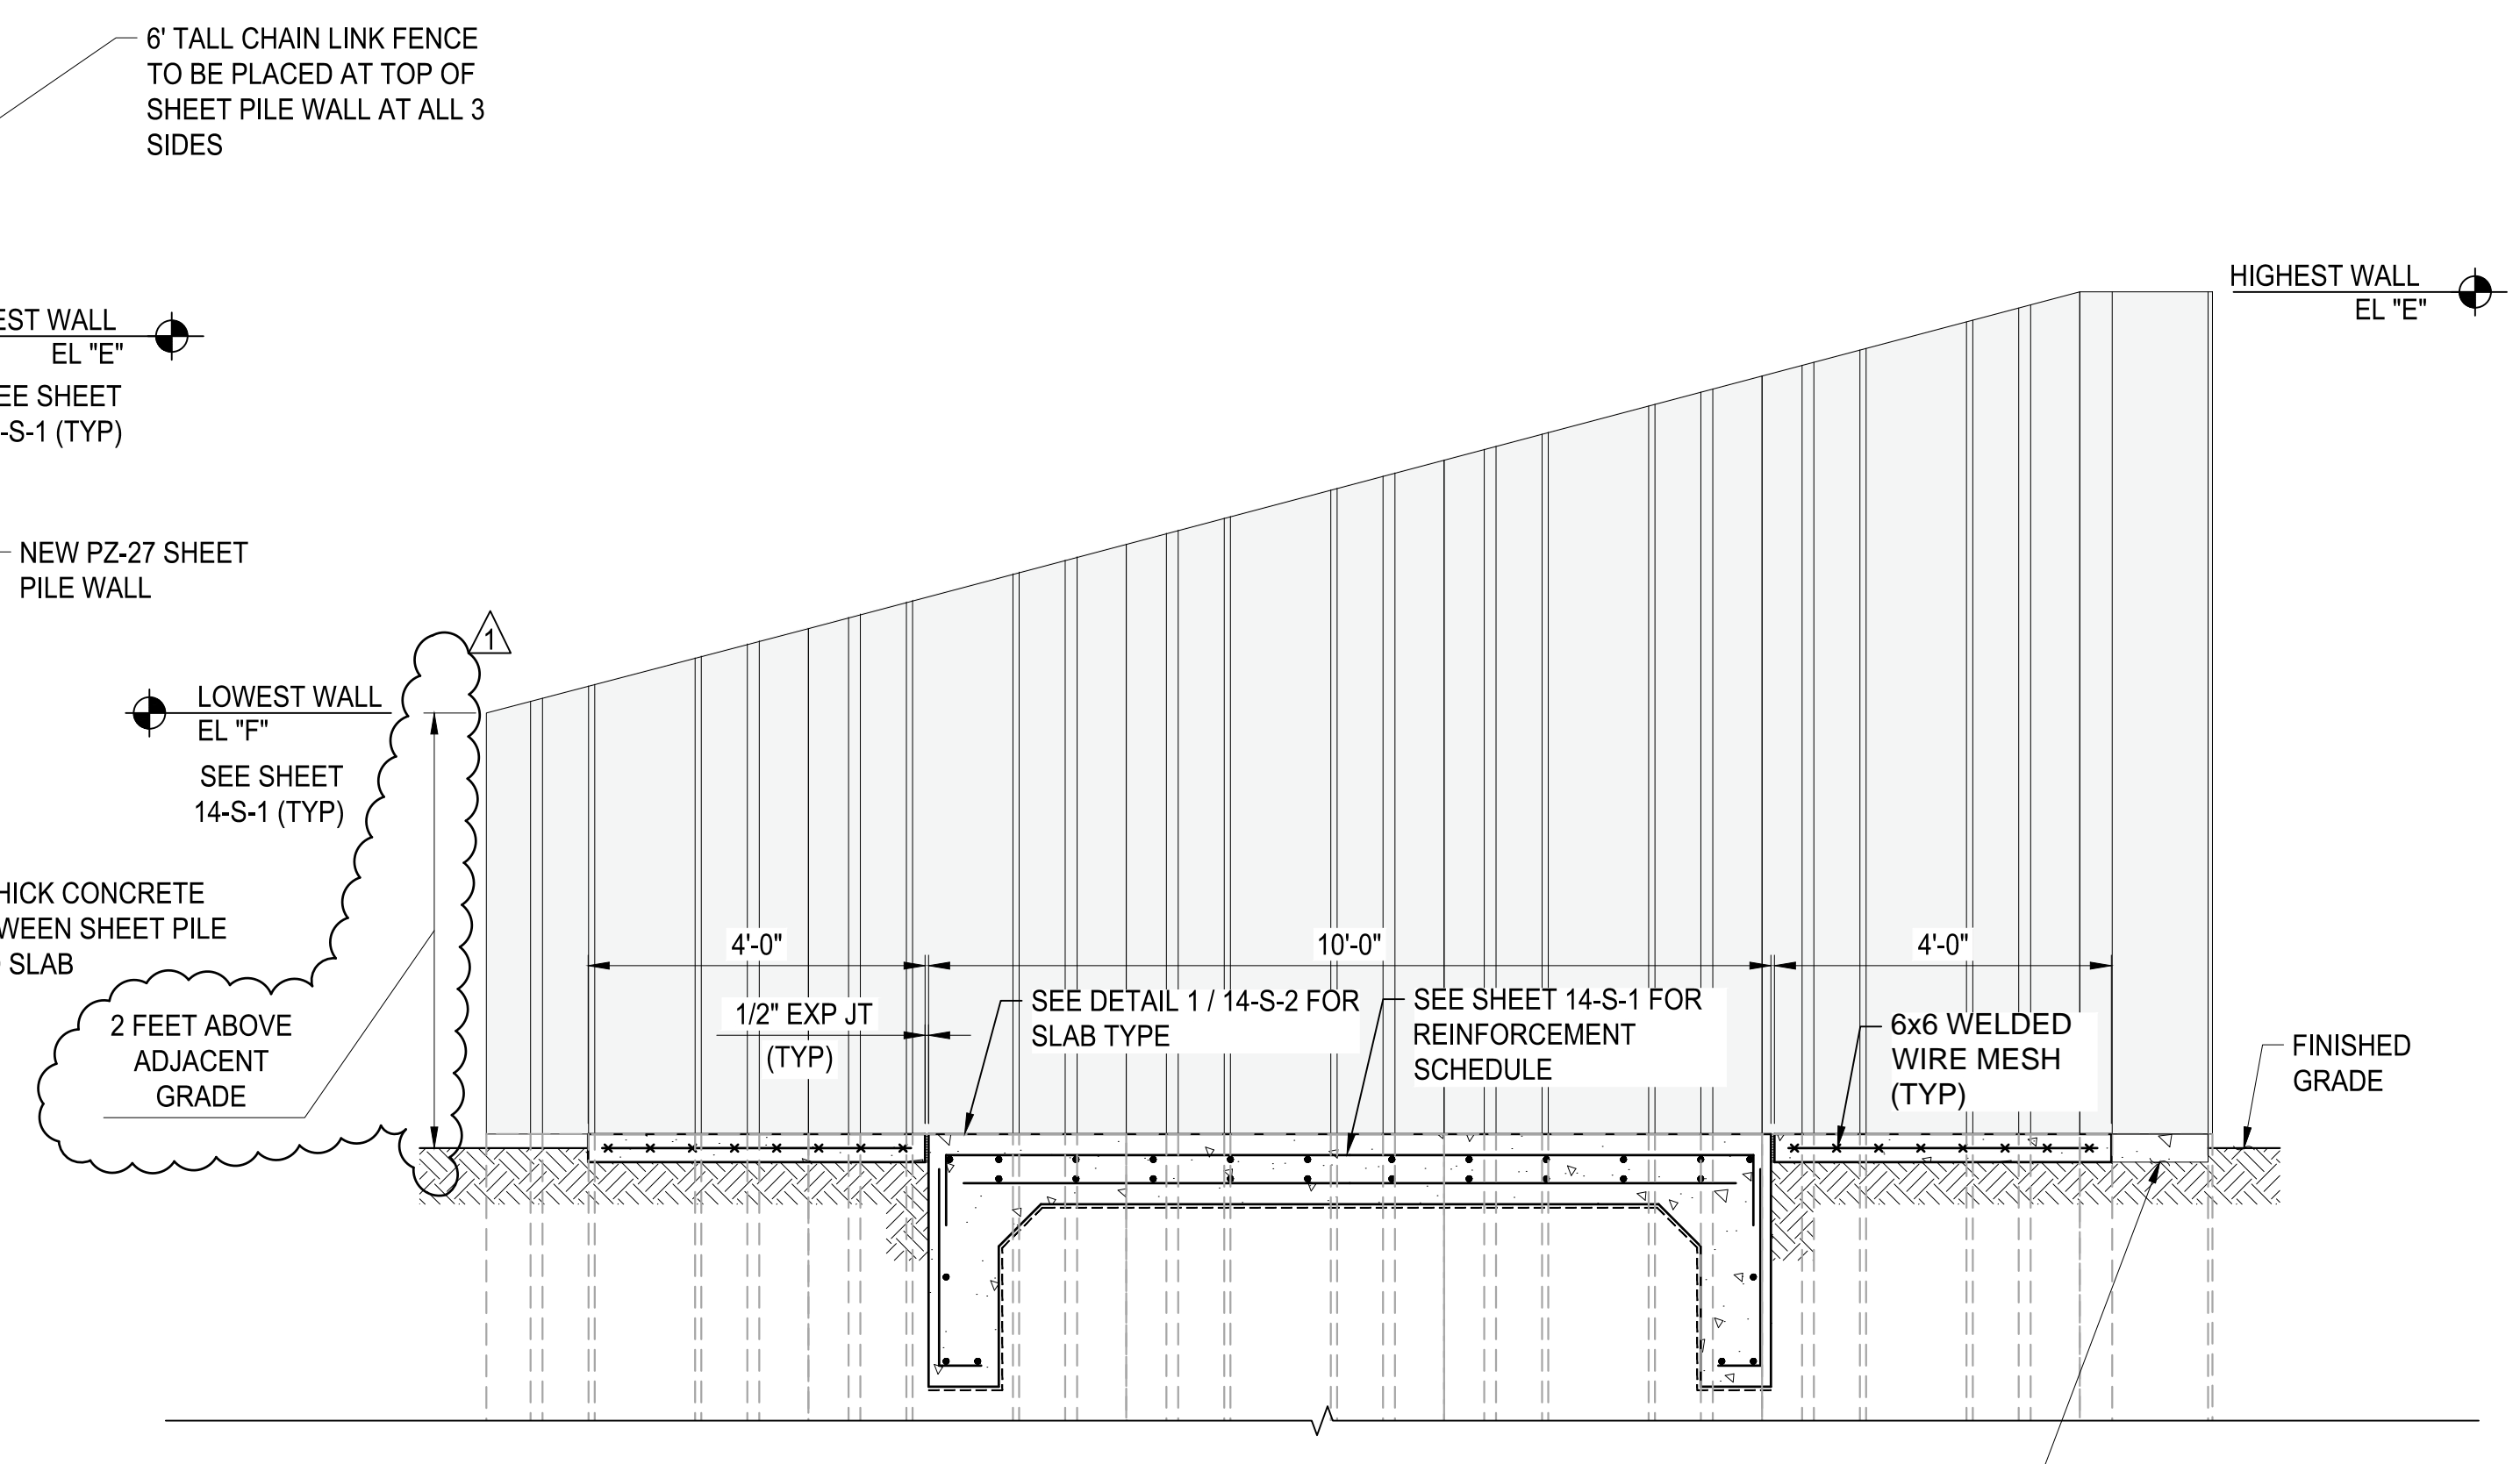 6' TALL CHAIN LINK FENCE
TO BE PLACED AT TOP OF
SHEET PILE WALL AT ALL 3
SIDES
HIGHEST WALL
EL "E"
EST WALL
EL "E"
EE SHEET
-S-1 (TYP)
NEW PZ-27 SHEET
PILE WALL
1
LOWEST WALL
EL "F"
SEE SHEET
14-S-1 (TYP)
HICK CONCRETE
WEEN SHEET PILE
SLAB
2 FEET ABOVE
ADJACENT
GRADE
4'-0"
10'-0"
4'-0"
1/2" EXP JT
(TYP)
SEE DETAIL 1 / 14-S-2 FOR
SLAB TYPE
SEE SHEET 14-S-1 FOR
REINFORCEMENT
SCHEDULE
6x6 WELDED
WIRE MESH
(TYP)
FINISHED
GRADE